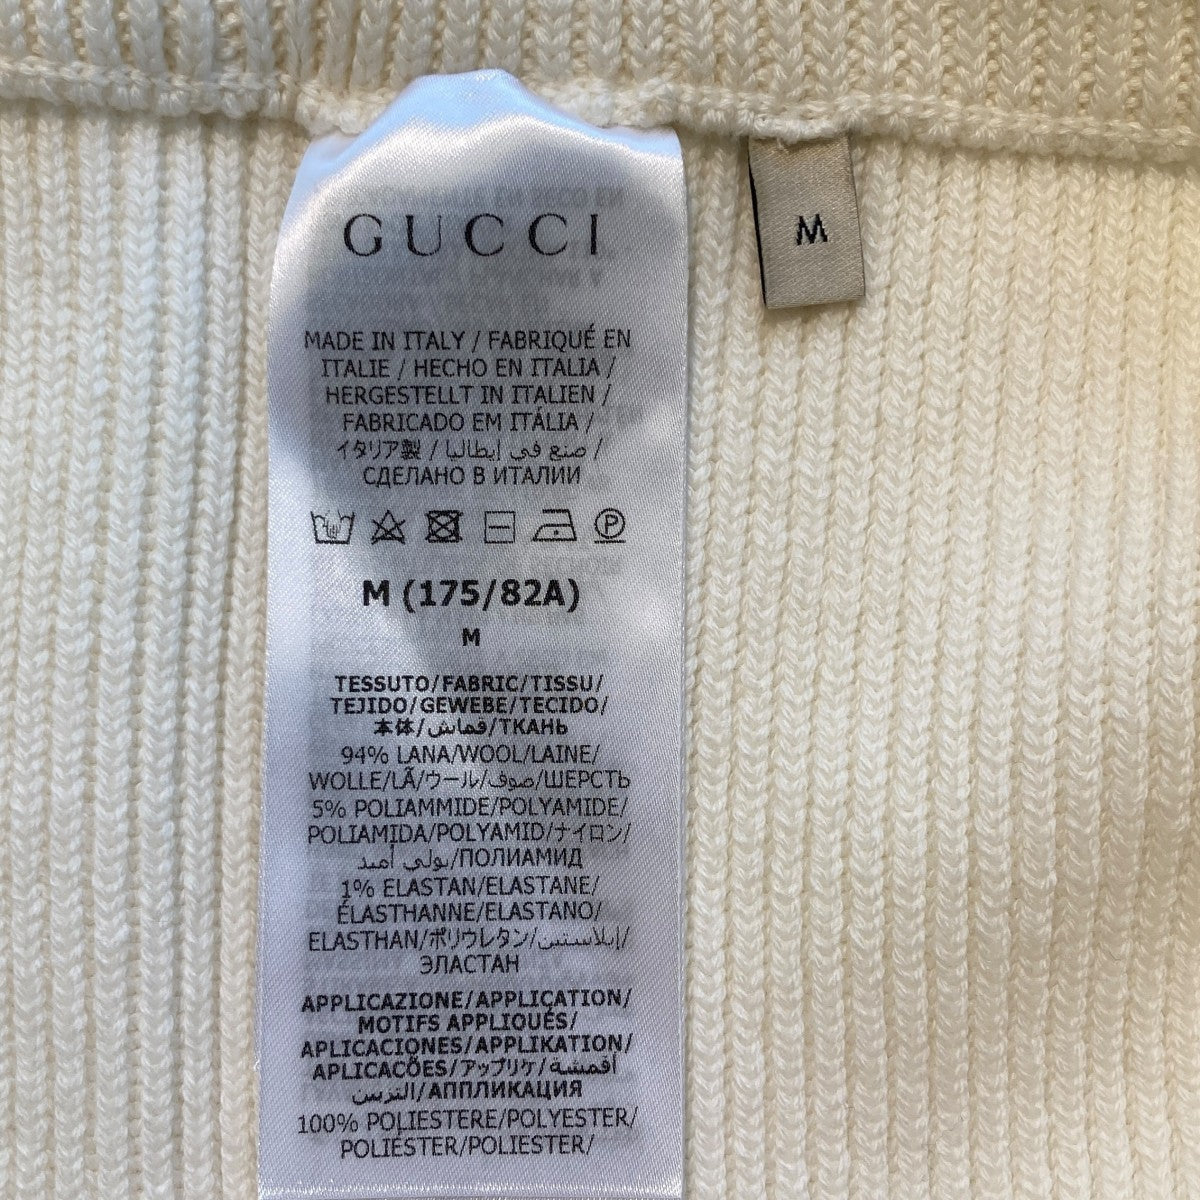 GUCCI
M
MADE IN ITALY / FABRIQUÉ EN
ITALIE / HECHO EN ITALIA /
HERGESTELLT IN ITALIEN /
FABRICADO EM ITÁLIA /
イタリア製 / صنع في إيطاليا /
СДЕЛАНО В ИТАЛИИ
P
M (175/82A)
M
TESSUTO/FABRIC/TISSU/
TEJIDO/GEWEBE/TECIDO/
本体/قماش/ТКАНЬ
94% LANA/WOOL/LAINE/
WOLLE/LÃ/ウール/صوف/ШЕРСТЬ
5% POLIAMMIDE/POLYAMIDE/
POLIAMIDA/POLYAMID/ナイロン/
بولي أميد/ПОЛИАМИД
1% ELASTAN/ELASTANE/
ÉLASTHANNE/ELASTANO/
ELASTHAN/ポリウレタン/إيلاستين/
ЭЛАСТАН
APPLICAZIONE/APPLICATION/
MOTIFS APPLIQUÉS/
APLICACIONES/APPLIKATION/
APLICAÇÕES/アップリケ/أقمشة
التزيين/АППЛИКАЦИЯ
100% POLIESTERE/POLYESTER/
POLIÉSTER/POLIESTER/